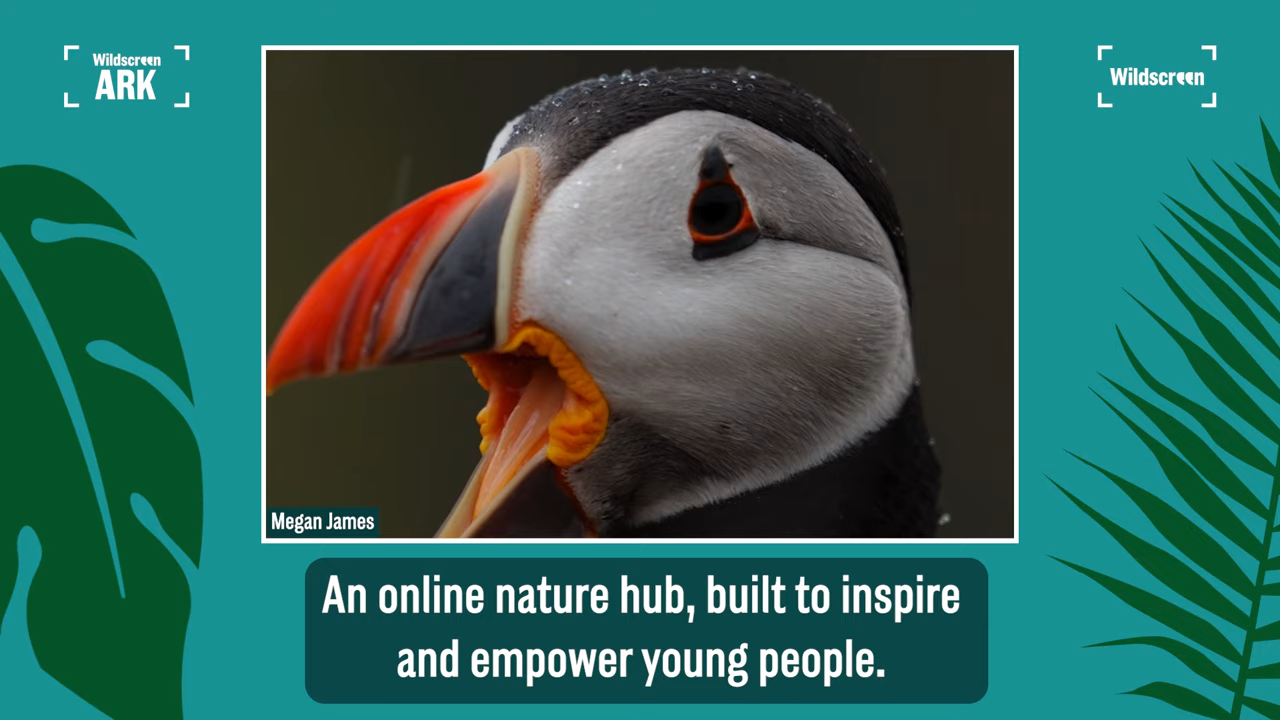 Wildscreen
ARK
Wildscreen
Megan James
An online nature hub, built to inspire
and empower young people.